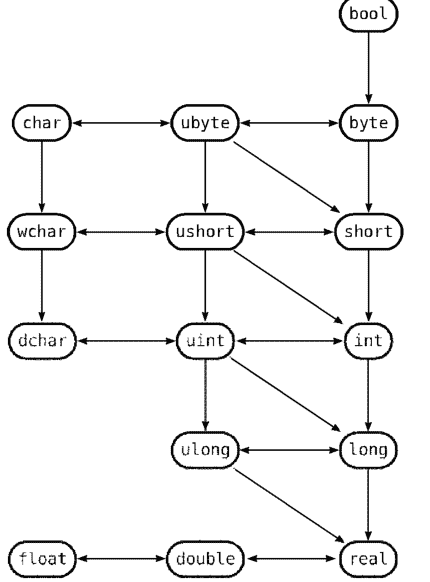 bool
char ubyte byte
wchar ushort short
dchar uint int
ulong long
float double real